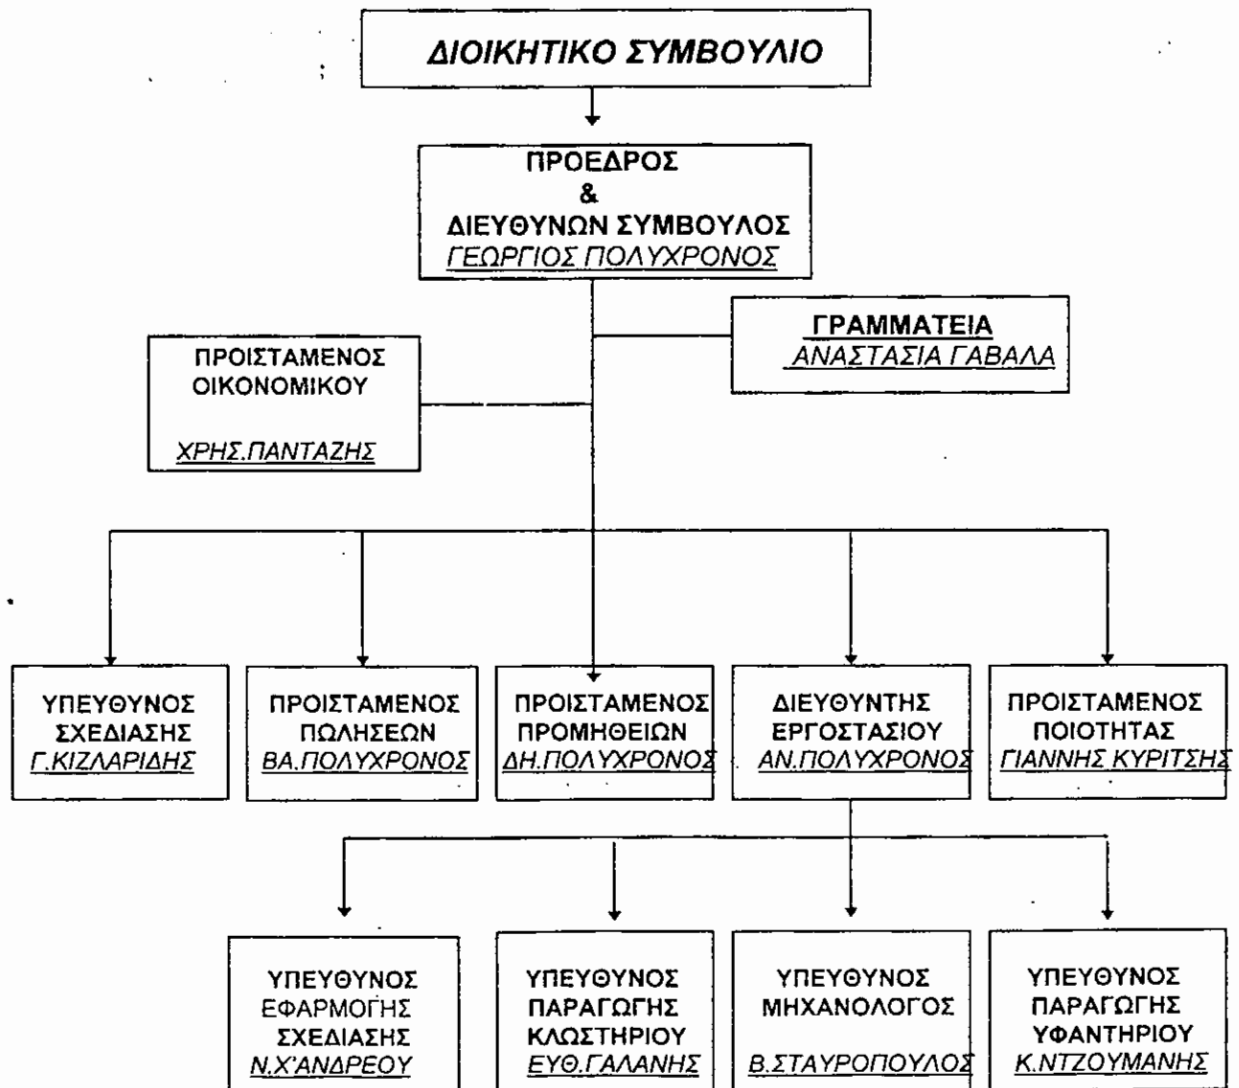 ΔΙΟΙΚΗΤΙΚΟ ΣΥΜΒΟΥΛΙΟ
ΠΡΟΕΔΡΟΣ
&
ΔΙΕΥΘΥΝΩΝ ΣΥΜΒΟΥΛΟΣ
ΓΕΩΡΓΙΟΣ ΠΟΛΥΧΡΟΝΟΣ
ΓΡΑΜΜΑΤΕΙΑ
ΑΝΑΣΤΑΣΙΑ ΓΑΒΑΛΑ
ΠΡΟΙΣΤΑΜΕΝΟΣ
ΟΙΚΟΝΟΜΙΚΟΥ
ΧΡΗΣ.ΠΑΝΤΑΖΗΣ
ΥΠΕΥΘΥΝΟΣ
ΣΧΕΔΙΑΣΗΣ
Γ.ΚΙΖΛΑΡΙΔΗΣ
ΠΡΟΙΣΤΑΜΕΝΟΣ
ΠΩΛΗΣΕΩΝ
ΒΑ.ΠΟΛΥΧΡΟΝΟΣ
ΠΡΟΙΣΤΑΜΕΝΟΣ
ΠΡΟΜΗΘΕΙΩΝ
ΔΗ.ΠΟΛΥΧΡΟΝΟΣ
ΔΙΕΥΘΥΝΤΗΣ
ΕΡΓΟΣΤΑΣΙΟΥ
ΑΝ.ΠΟΛΥΧΡΟΝΟΣ
ΠΡΟΙΣΤΑΜΕΝΟΣ
ΠΟΙΟΤΗΤΑΣ
ΓΙΑΝΝΗΣ ΚΥΡΙΤΣΗΣ
ΥΠΕΥΘΥΝΟΣ
ΕΦΑΡΜΟΓΗΣ
ΣΧΕΔΙΑΣΗΣ
Ν.Χ'ΑΝΔΡΕΟΥ
ΥΠΕΥΘΥΝΟΣ
ΠΑΡΑΓΩΓΗΣ
ΚΛΩΣΤΗΡΙΟΥ
ΕΥΘ.ΓΑΛΑΝΗΣ
ΥΠΕΥΘΥΝΟΣ
ΜΗΧΑΝΟΛΟΓΟΣ
Β.ΣΤΑΥΡΟΠΟΥΛΟΣ
ΥΠΕΥΘΥΝΟΣ
ΠΑΡΑΓΩΓΗΣ
ΥΦΑΝΤΗΡΙΟΥ
Κ.ΝΤΖΟΥΜΑΝΗΣ